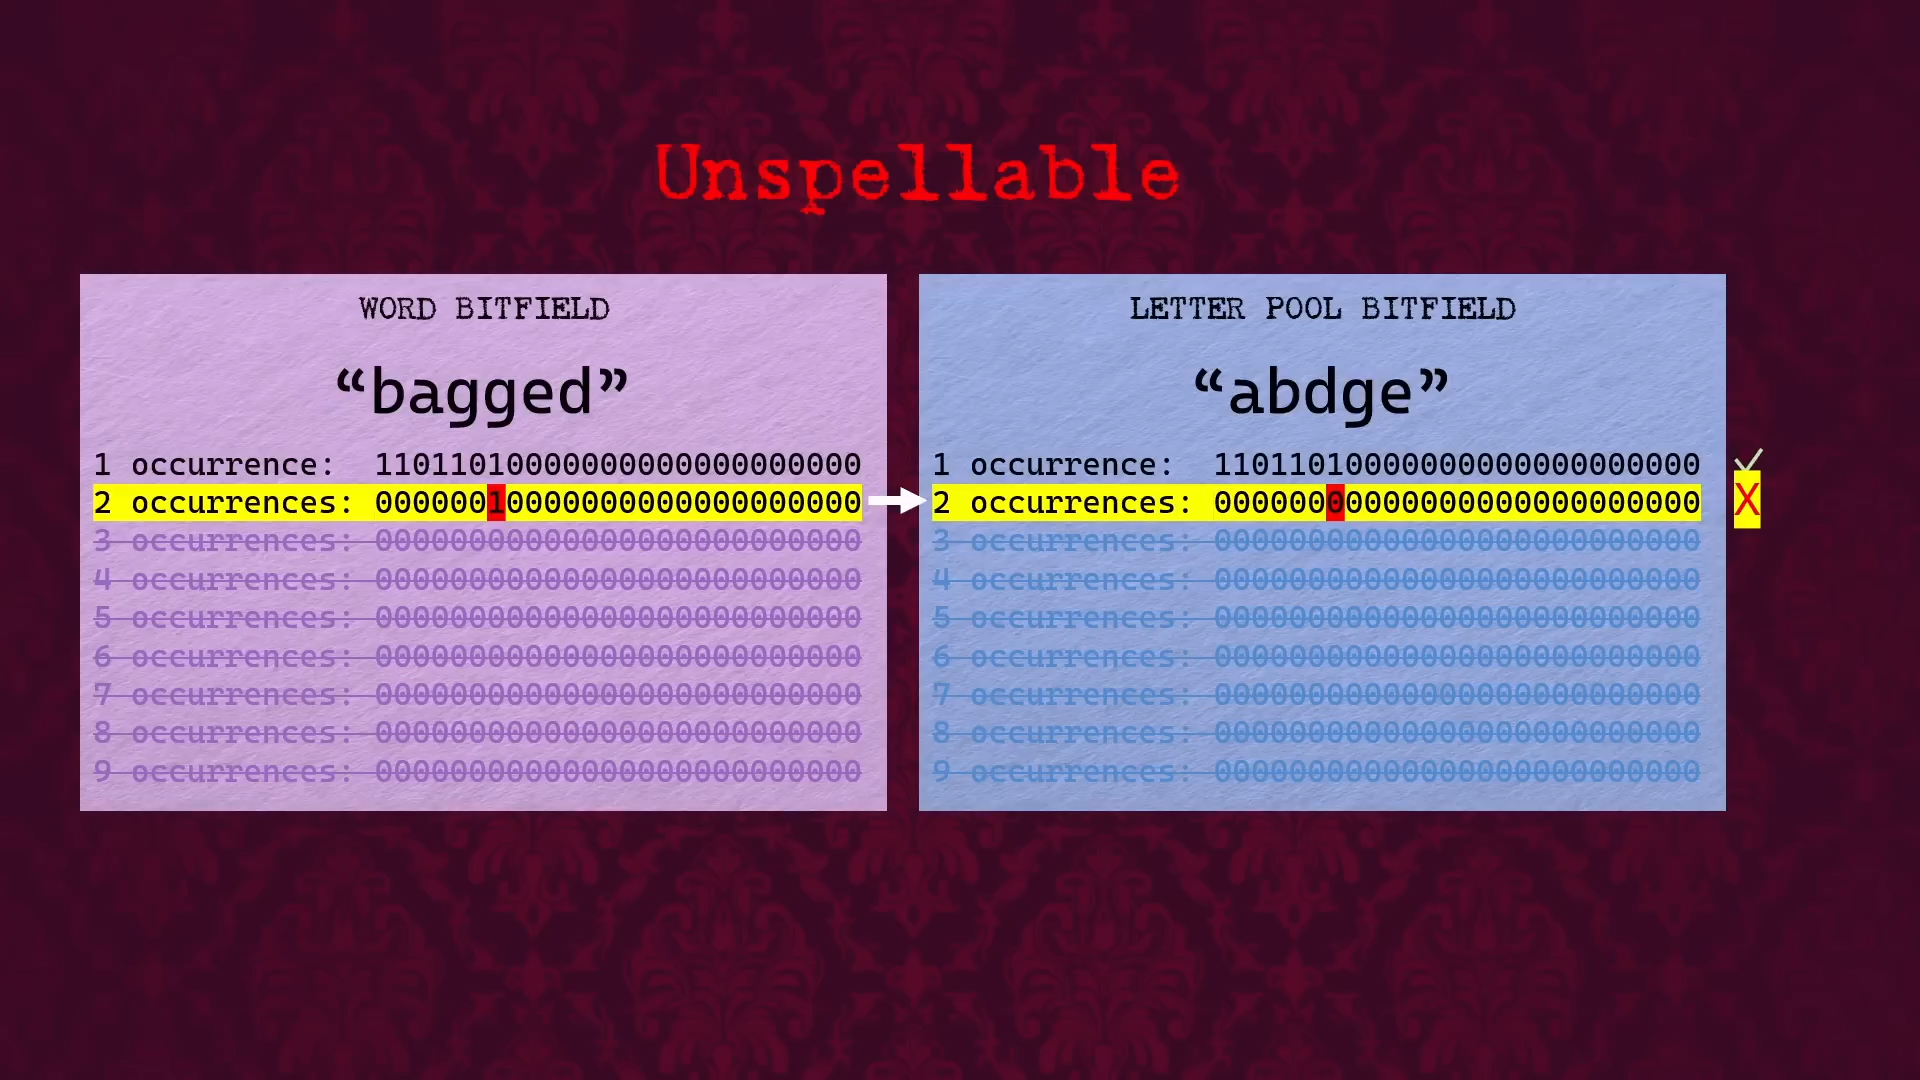 Unspellable
WORD BITFIELD
“bagged”
1 occurrence: 11011010000000000000000000
2 occurrences: 00000010000000000000000000
3 occurrences: 00000000000000000000000000
4 occurrences: 00000000000000000000000000
5 occurrences: 00000000000000000000000000
6 occurrences: 00000000000000000000000000
7 occurrences: 00000000000000000000000000
8 occurrences: 00000000000000000000000000
9 occurrences: 00000000000000000000000000
LETTER POOL BITFIELD
“abdge”
1 occurrence: 11011010000000000000000000 ✓
2 occurrences: 00000000000000000000000000 X
3 occurrences: 00000000000000000000000000
4 occurrences: 00000000000000000000000000
5 occurrences: 00000000000000000000000000
6 occurrences: 00000000000000000000000000
7 occurrences: 00000000000000000000000000
8 occurrences: 00000000000000000000000000
9 occurrences: 00000000000000000000000000